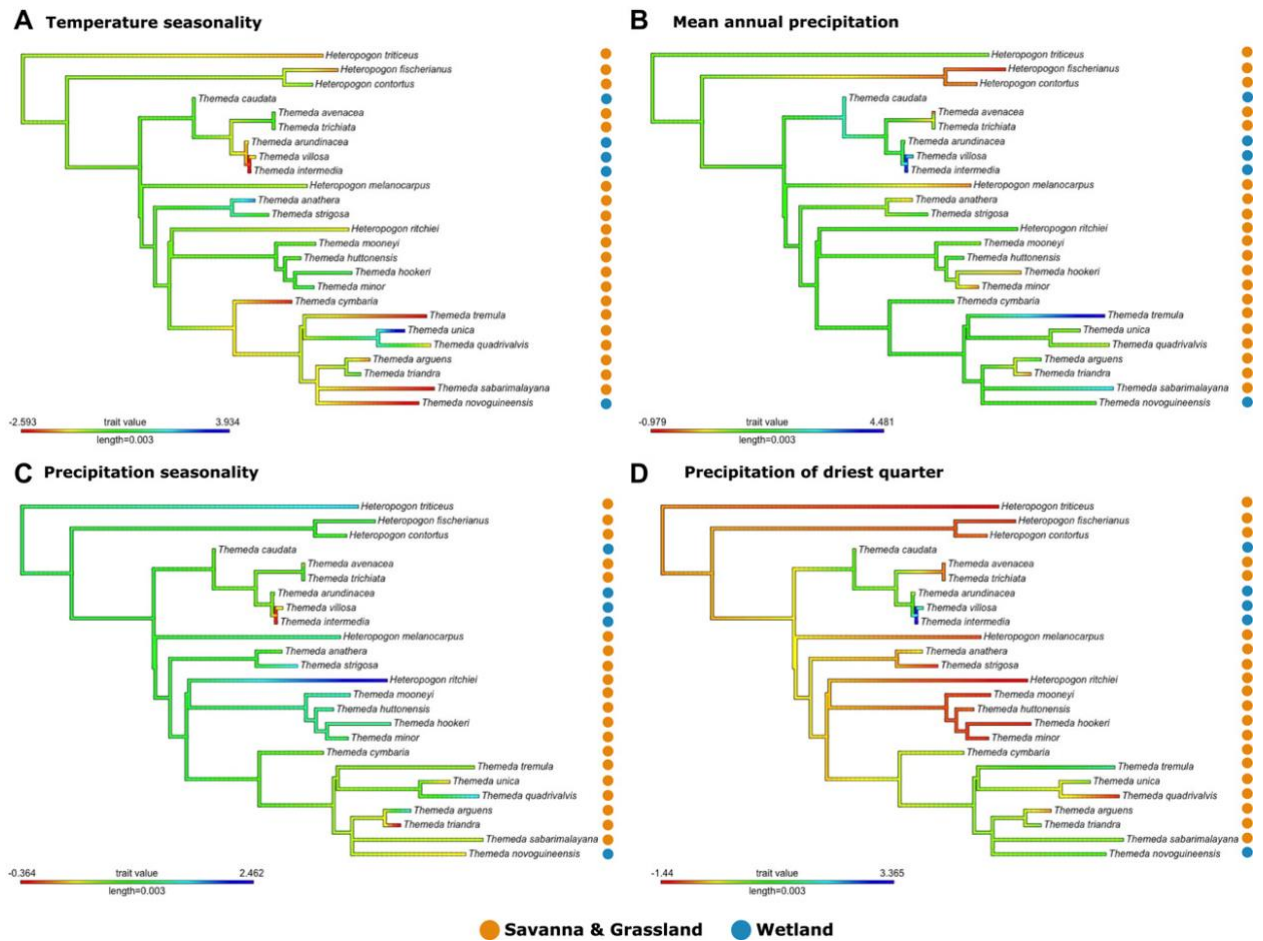 A Temperature seasonality
Heteropogon triticeus
Heteropogon fischerianus
Heteropogon contortus
Themeda caudata
Themeda avenacea
Themeda trichiata
Themeda arundinacea
Themeda villosa
Themeda intermedia
Heteropogon melanocarpus
Themeda anathera
Themeda strigosa
Heteropogon ritchiei
Themeda mooneyi
Themeda huttonensis
Themeda hookeri
Themeda minor
Themeda cymbaria
Themeda tremula
Themeda unica
Themeda quadrivalvis
Themeda arguens
Themeda triandra
Themeda sabarimalayana
Themeda novoguineensis
-2.593 trait value 3.934
length=0.003
B Mean annual precipitation
Heteropogon triticeus
Heteropogon fischerianus
Heteropogon contortus
Themeda caudata
Themeda avenacea
Themeda trichiata
Themeda arundinacea
Themeda villosa
Themeda intermedia
Heteropogon melanocarpus
Themeda anathera
Themeda strigosa
Heteropogon ritchiei
Themeda mooneyi
Themeda huttonensis
Themeda hookeri
Themeda minor
Themeda cymbaria
Themeda tremula
Themeda unica
Themeda quadrivalvis
Themeda arguens
Themeda triandra
Themeda sabarimalayana
Themeda novoguineensis
-0.979 trait value 4.481
length=0.003
C Precipitation seasonality
Heteropogon triticeus
Heteropogon fischerianus
Heteropogon contortus
Themeda caudata
Themeda avenacea
Themeda trichiata
Themeda arundinacea
Themeda villosa
Themeda intermedia
Heteropogon melanocarpus
Themeda anathera
Themeda strigosa
Heteropogon ritchiei
Themeda mooneyi
Themeda huttonensis
Themeda hookeri
Themeda minor
Themeda cymbaria
Themeda tremula
Themeda unica
Themeda quadrivalvis
Themeda arguens
Themeda triandra
Themeda sabarimalayana
Themeda novoguineensis
-0.364 trait value 2.462
length=0.003
D Precipitation of driest quarter
Heteropogon triticeus
Heteropogon fischerianus
Heteropogon contortus
Themeda caudata
Themeda avenacea
Themeda trichiata
Themeda arundinacea
Themeda villosa
Themeda intermedia
Heteropogon melanocarpus
Themeda anathera
Themeda strigosa
Heteropogon ritchiei
Themeda mooneyi
Themeda huttonensis
Themeda hookeri
Themeda minor
Themeda cymbaria
Themeda tremula
Themeda unica
Themeda quadrivalvis
Themeda arguens
Themeda triandra
Themeda sabarimalayana
Themeda novoguineensis
-1.44 trait value 3.365
length=0.003
Savanna & Grassland Wetland